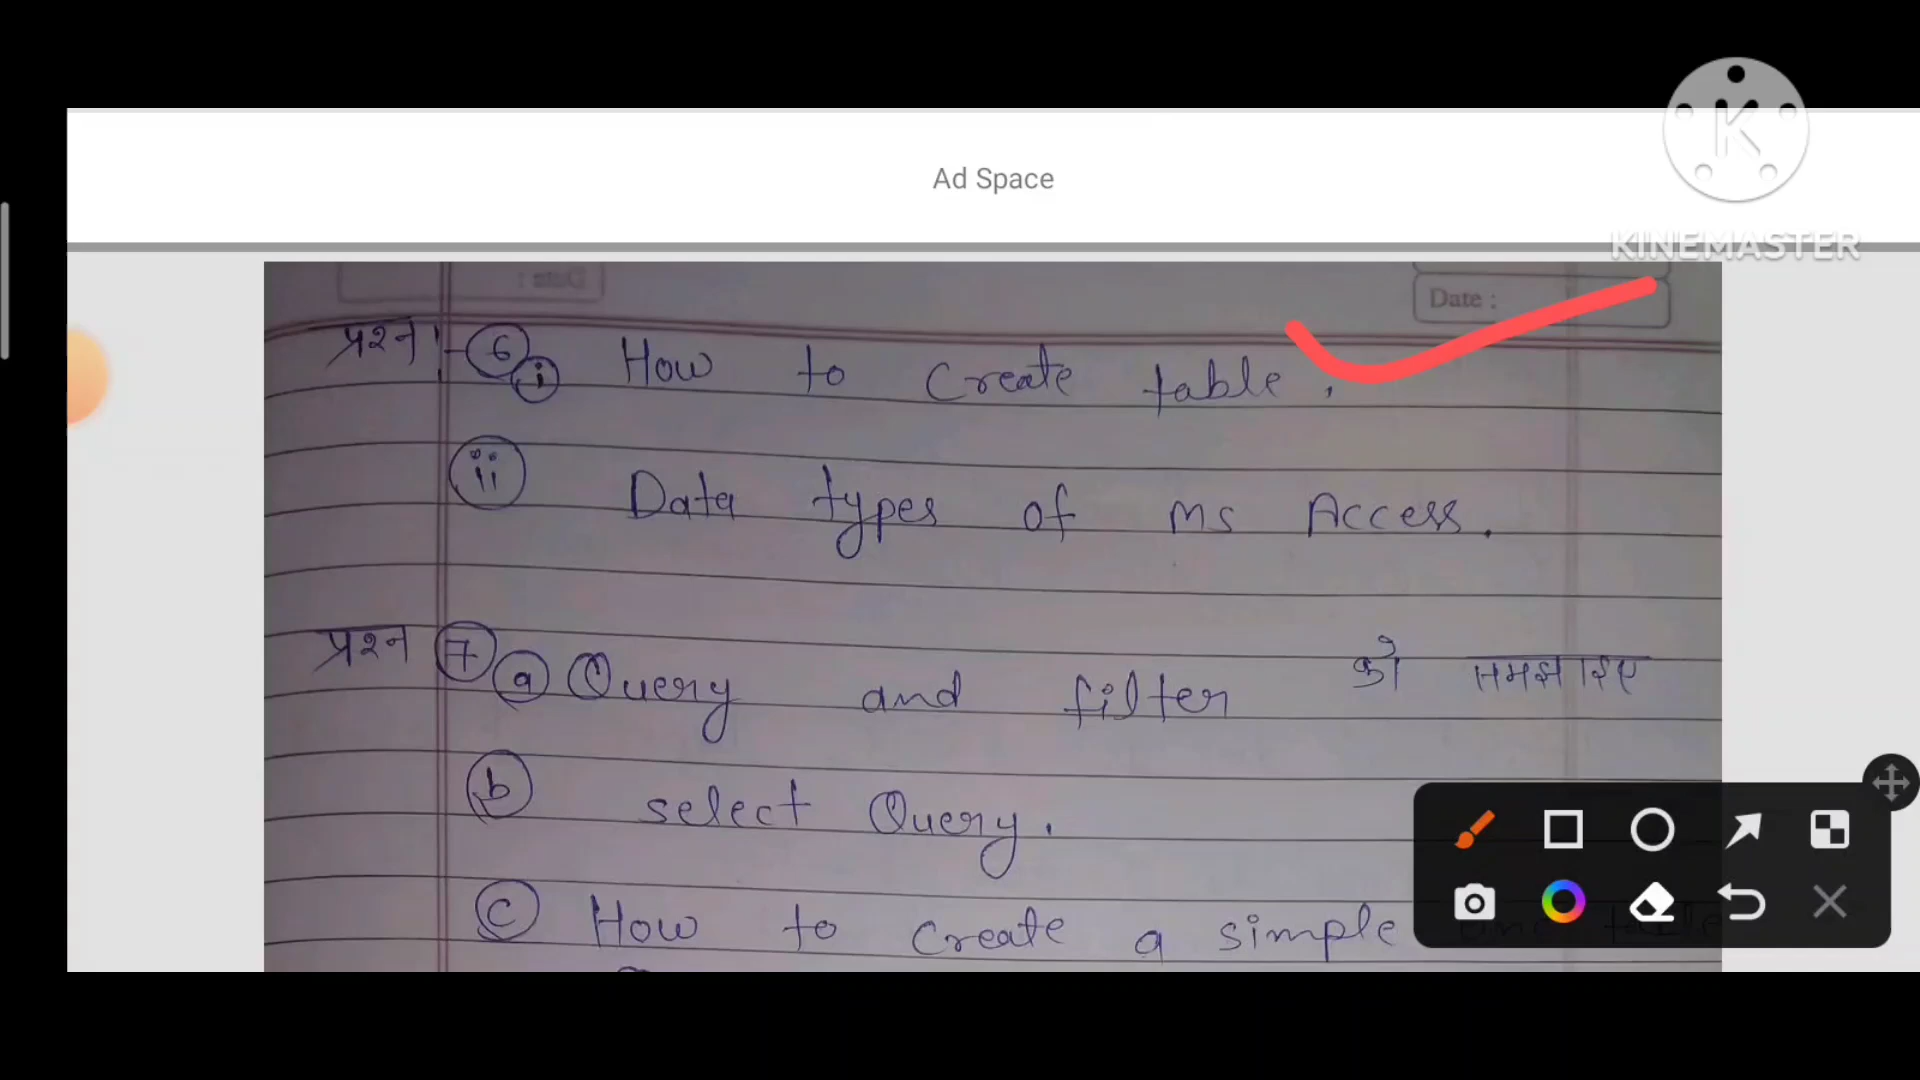 Ad Space
KINEMASTER
Date :
प्रश्न - 6 i How to Create table .
ii Data types of MS Access .
प्रश्न 7 a Query and filter को समझाइए
b select Query .
c How to Create a simple